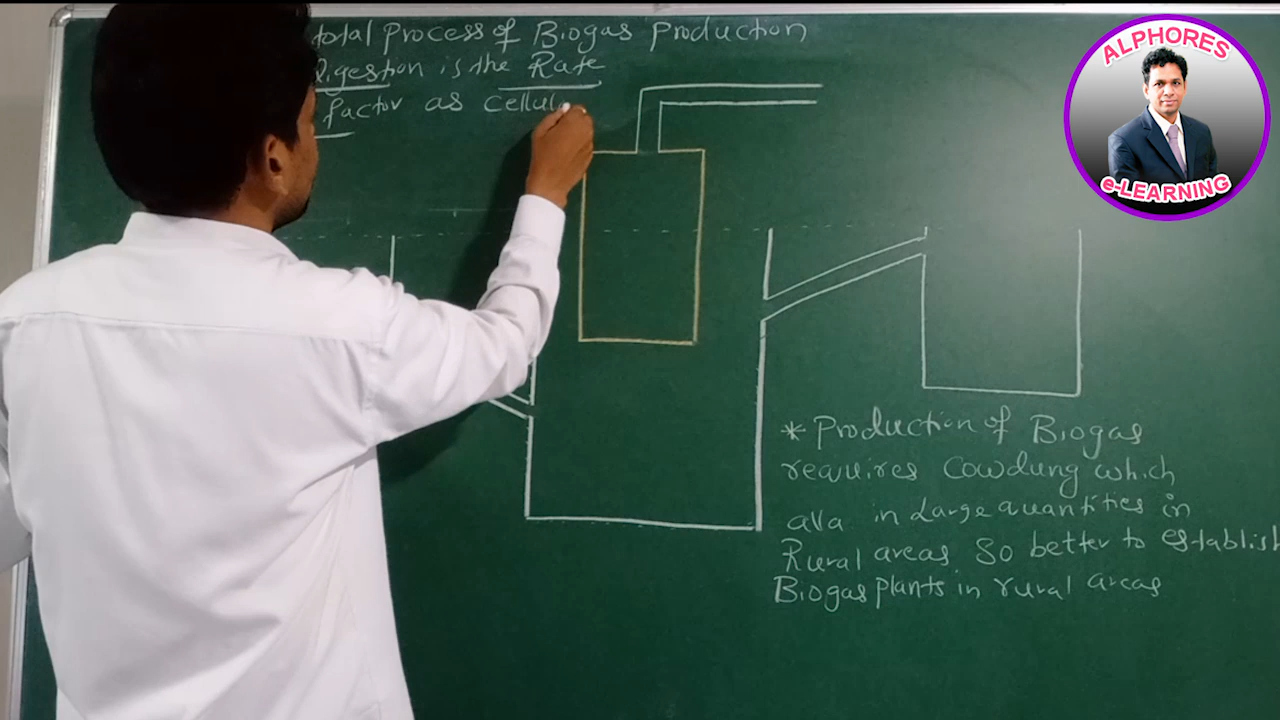 total Process of Biogas Production
digestion is the Rate
factor as cellulo
ALPHORES
e-LEARNING
* Production of Biogas
requires Cowdung which
ava in Large quantities in
Rural areas. So better to establish
Biogas plants in rural areas